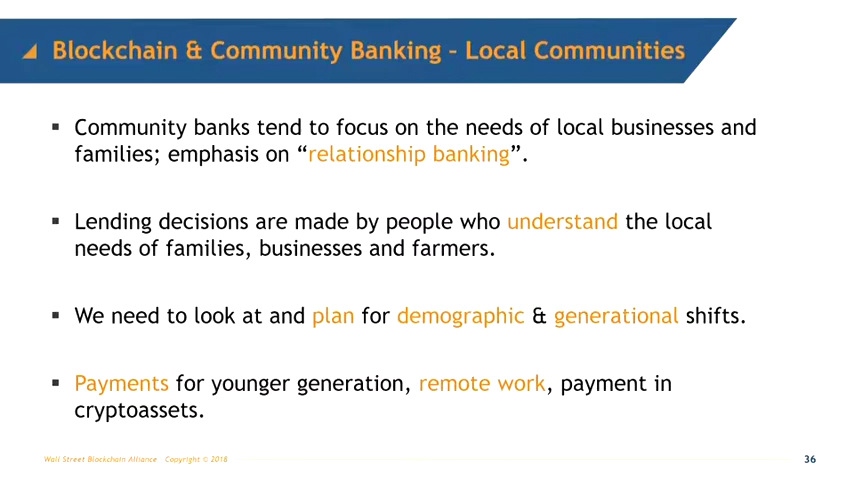 Blockchain & Community Banking – Local Communities
▪ Community banks tend to focus on the needs of local businesses and
families; emphasis on “relationship banking”.
▪ Lending decisions are made by people who understand the local
needs of families, businesses and farmers.
▪ We need to look at and plan for demographic & generational shifts.
▪ Payments for younger generation, remote work, payment in
cryptoassets.
Wall Street Blockchain Alliance Copyright © 2018
36